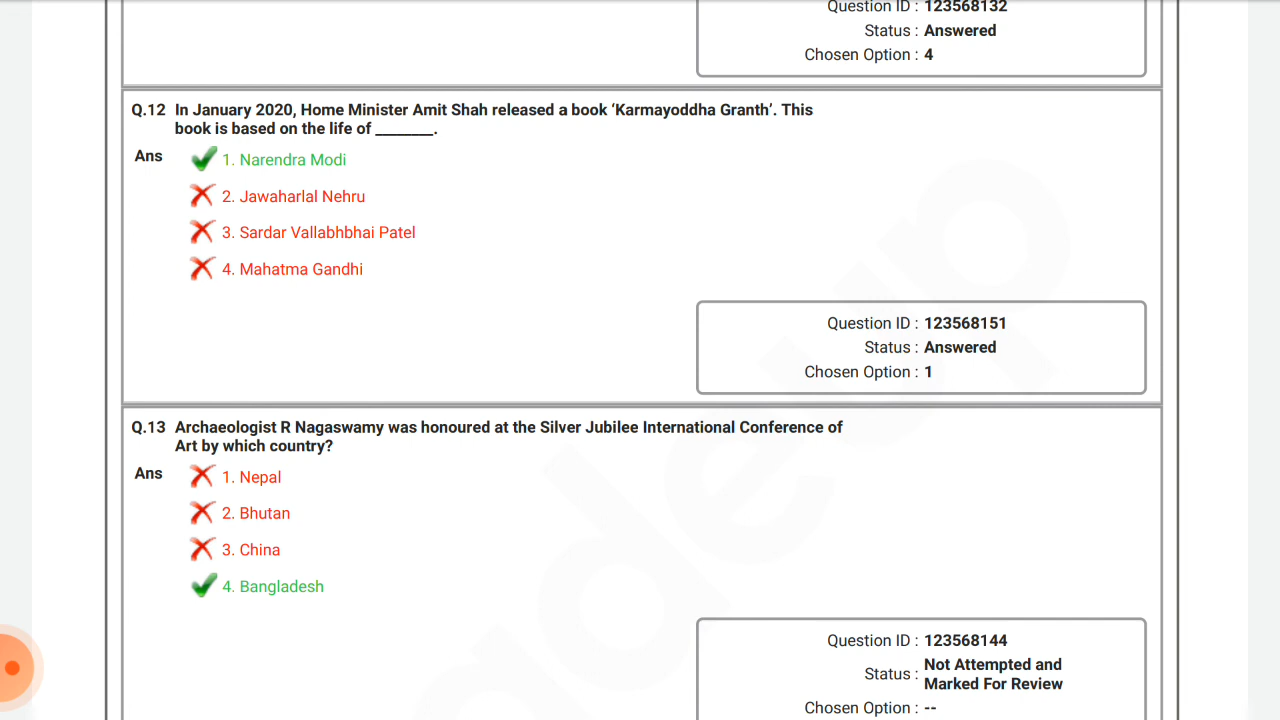 Question ID : 123568132
Status : Answered
Chosen Option : 4
Q.12 In January 2020, Home Minister Amit Shah released a book ‘Karmayoddha Granth’. This
book is based on the life of ________.
Ans 1. Narendra Modi
2. Jawaharlal Nehru
3. Sardar Vallabhbhai Patel
4. Mahatma Gandhi
Question ID : 123568151
Status : Answered
Chosen Option : 1
Q.13 Archaeologist R Nagaswamy was honoured at the Silver Jubilee International Conference of
Art by which country?
Ans 1. Nepal
2. Bhutan
3. China
4. Bangladesh
Question ID : 123568144
Status : Not Attempted and
Marked For Review
Chosen Option : --